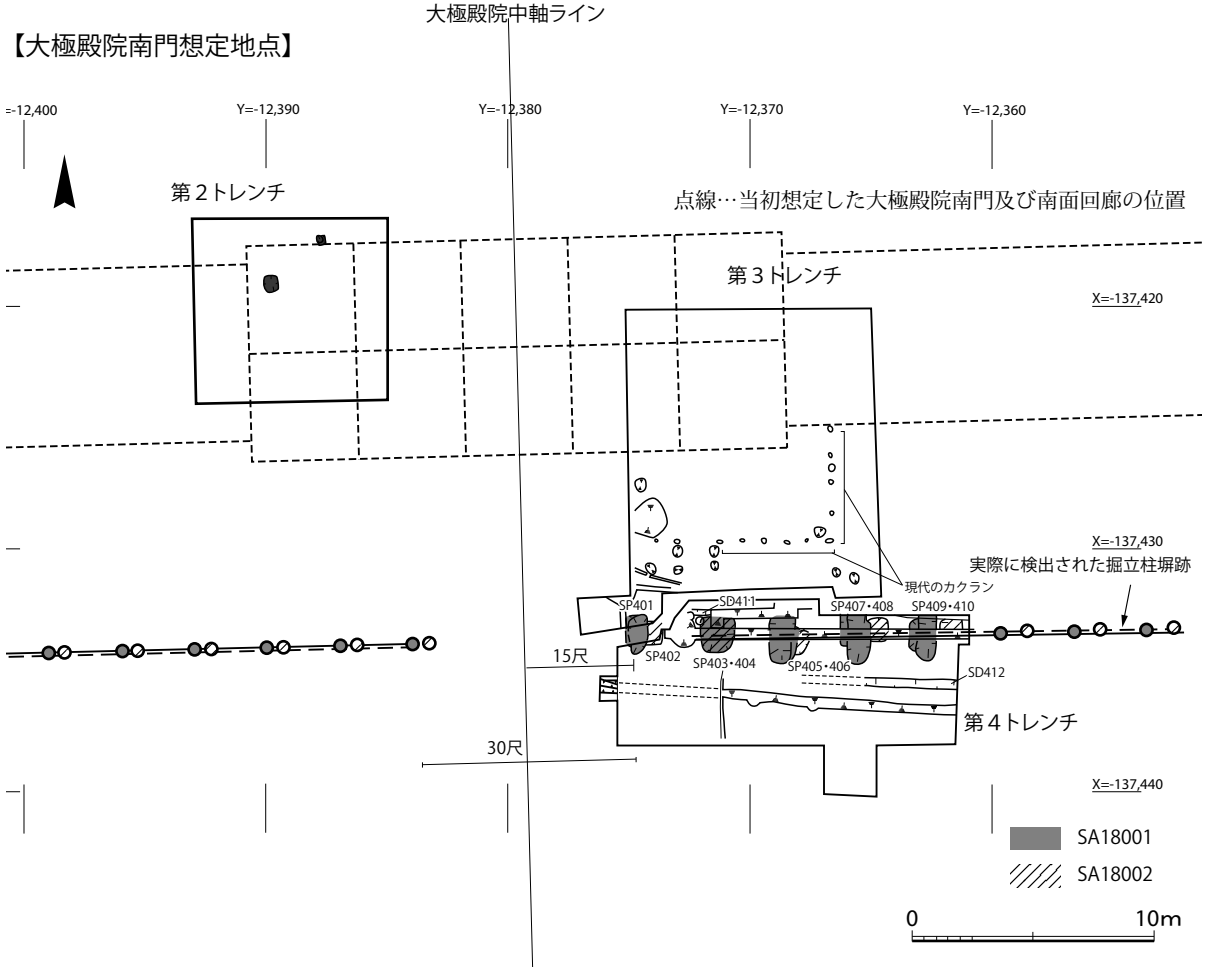 大極殿院中軸ライン
【大極殿院南門想定地点】
=-12,400
Y=-12,390
Y=-12,380
Y=-12,370
Y=-12,360
第2トレンチ
点線…当初想定した大極殿院南門及び南面回廊の位置
第3トレンチ
X=-137,420
X=-137,430
実際に検出された掘立柱塀跡
現代のカクラン
SP401
SD411
SP407・408
SP409・410
15尺
SP402
SP403・404
SP405・406
SD412
第4トレンチ
30尺
X=-137,440
SA18001
SA18002
0
10m